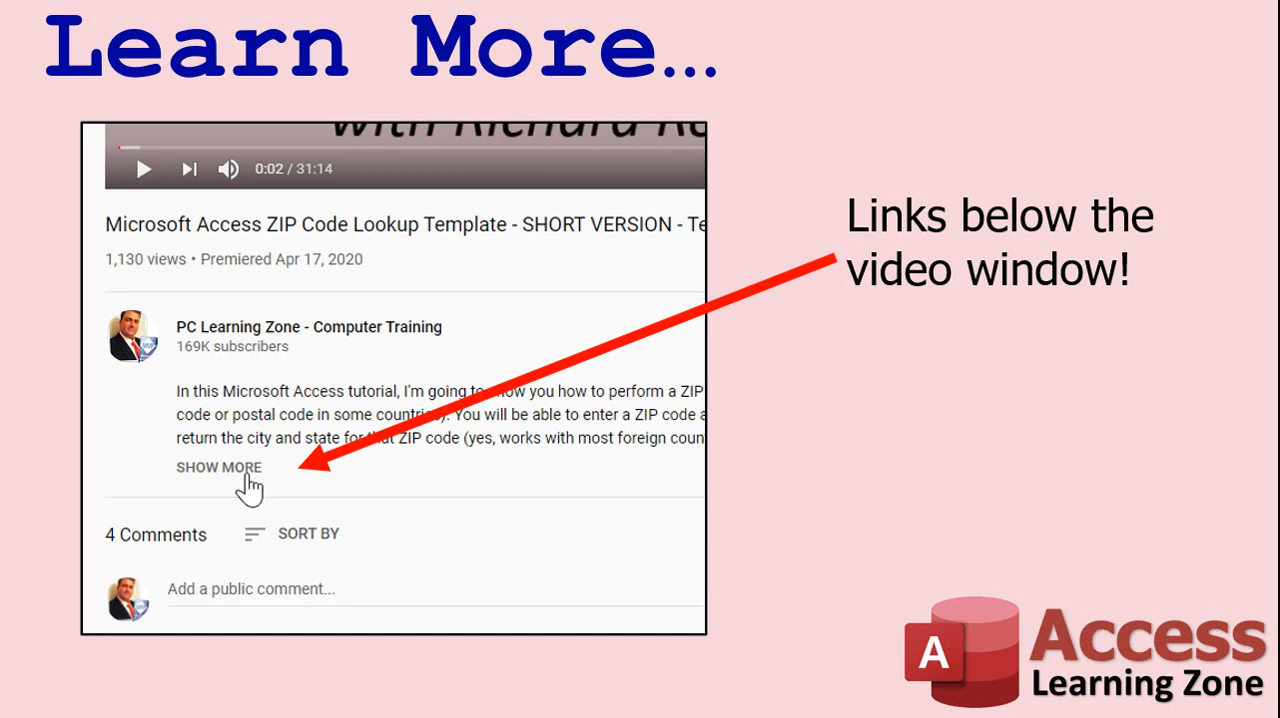 Learn More...
with Richard
0:02 / 31:14
Microsoft Access ZIP Code Lookup Template - SHORT VERSION - Te
1,130 views • Premiered Apr 17, 2020
Links below the
video window!
PC Learning Zone - Computer Training
169K subscribers
In this Microsoft Access tutorial, I'm going to show you how to perform a ZIP
code or postal code in some countries). You will be able to enter a ZIP code
return the city and state for that ZIP code (yes, works with most foreign coun
SHOW MORE
4 Comments
SORT BY
Add a public comment...
A
Access
Learning Zone